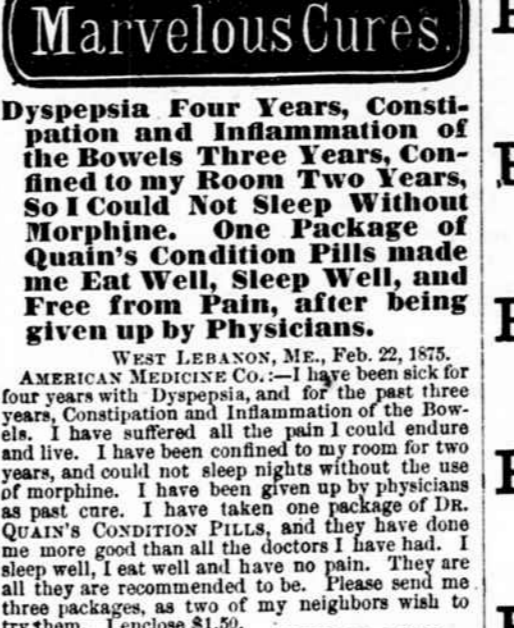 Marvelous Cures.
Dyspepsia Four Years, Consti-
pation and Inflammation of
the Bowels Three Years, Con-
fined to my Room Two Years,
So I Could Not Sleep Without
Morphine. One Package of
Quain's Condition Pills made
me Eat Well, Sleep Well, and
Free from Pain, after being
given up by Physicians.
WEST LEBANON, ME., Feb. 22, 1875.
AMERICAN MEDICINE CO.:—I have been sick for
four years with Dyspepsia, and for the past three
years, Constipation and Inflammation of the Bow-
els. I have suffered all the pain I could endure
and live. I have been confined to my room for two
years, and could not sleep nights without the use
of morphine. I have been given up by physicians
as past cure. I have taken one package of DR.
QUAIN'S CONDITION PILLS, and they have done
me more good than all the doctors I have had. I
sleep well, I eat well and have no pain. They are
all they are recommended to be. Please send me
three packages, as two of my neighbors wish to
try them. I enclose $1.50.